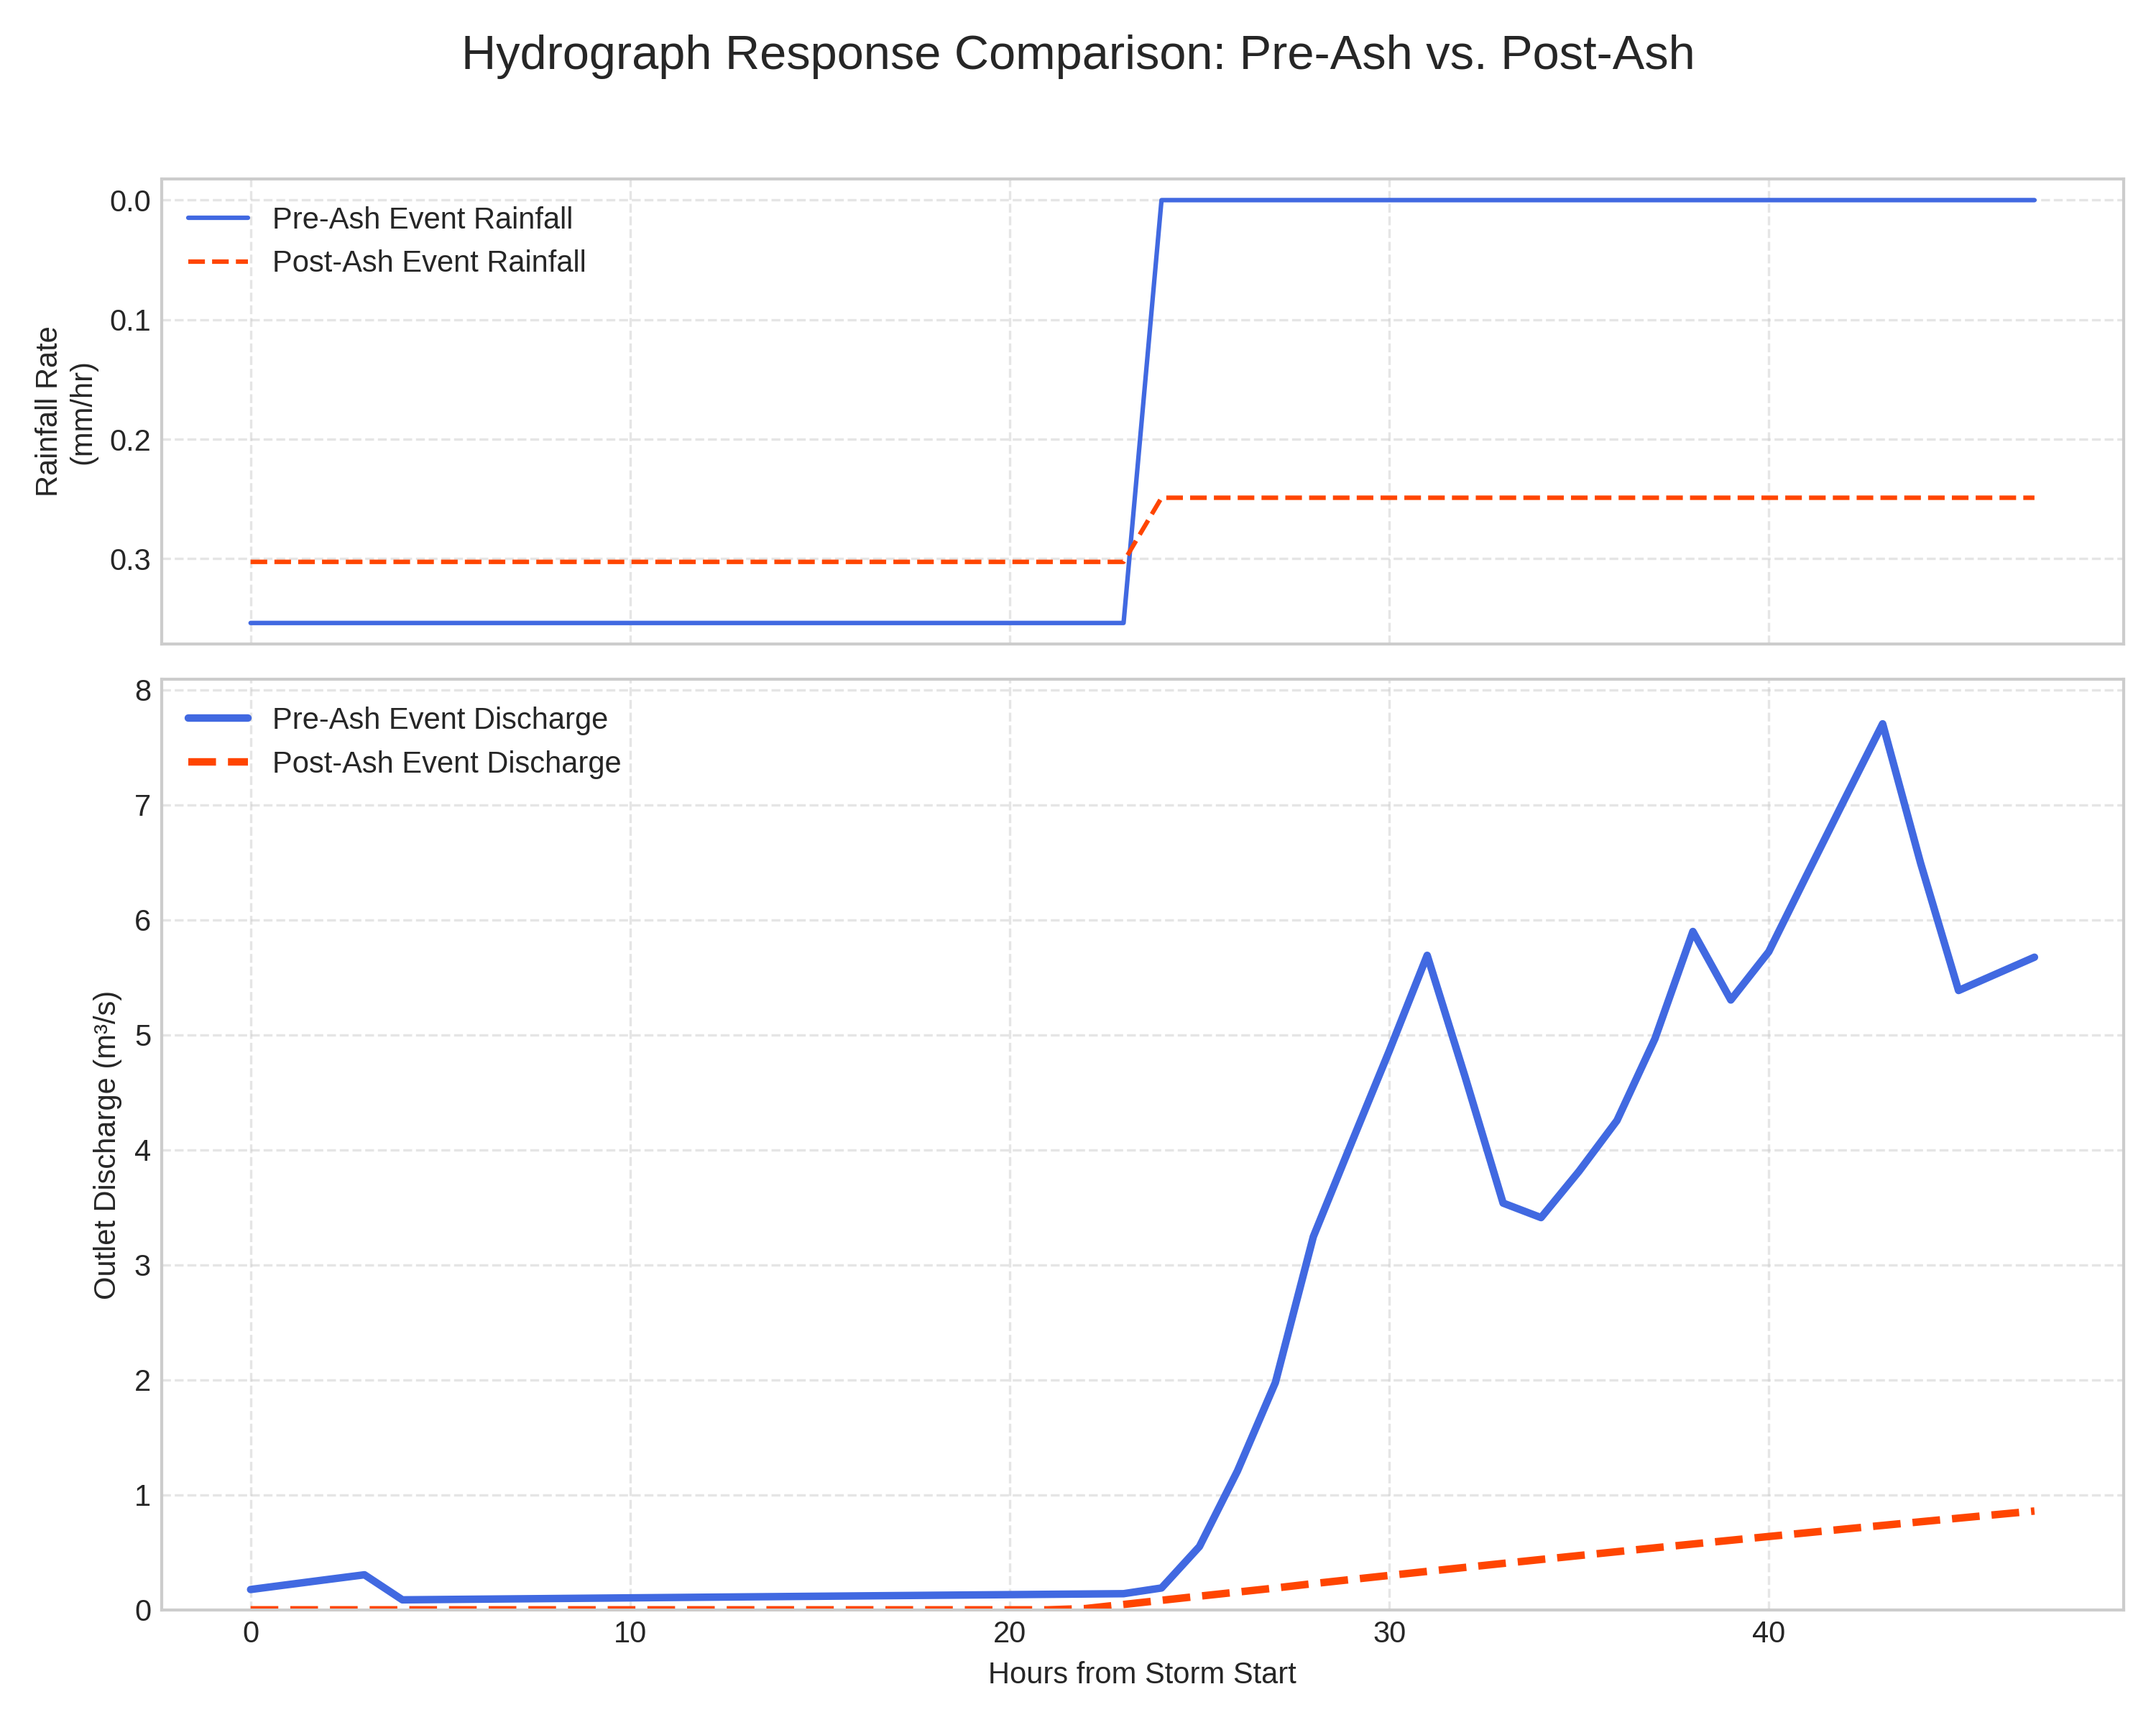 Hydrograph Response Comparison: Pre-Ash vs. Post-Ash
Rainfall Rate
(mm/hr)
0.0
0.1
0.2
0.3
Pre-Ash Event Rainfall
Post-Ash Event Rainfall
Outlet Discharge (m³/s)
8
7
6
5
4
3
2
1
0
Pre-Ash Event Discharge
Post-Ash Event Discharge
0 10 20 30 40
Hours from Storm Start